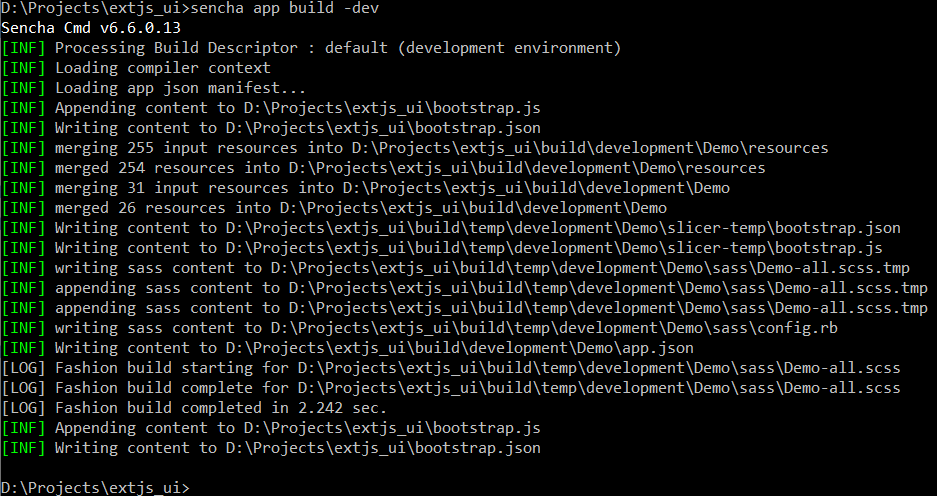 D:\Projects\extjs_ui>sencha app build -dev
Sencha Cmd v6.6.0.13
[INF] Processing Build Descriptor : default (development environment)
[INF] Loading compiler context
[INF] Loading app json manifest...
[INF] Appending content to D:\Projects\extjs_ui\bootstrap.js
[INF] Writing content to D:\Projects\extjs_ui\bootstrap.json
[INF] merging 255 input resources into D:\Projects\extjs_ui\build\development\Demo\resources
[INF] merged 254 resources into D:\Projects\extjs_ui\build\development\Demo\resources
[INF] merging 31 input resources into D:\Projects\extjs_ui\build\development\Demo
[INF] merged 26 resources into D:\Projects\extjs_ui\build\development\Demo
[INF] Writing content to D:\Projects\extjs_ui\build\temp\development\Demo\slicer-temp\bootstrap.json
[INF] Writing content to D:\Projects\extjs_ui\build\temp\development\Demo\slicer-temp\bootstrap.js
[INF] writing sass content to D:\Projects\extjs_ui\build\temp\development\Demo\sass\Demo-all.scss.tmp
[INF] appending sass content to D:\Projects\extjs_ui\build\temp\development\Demo\sass\Demo-all.scss.tmp
[INF] appending sass content to D:\Projects\extjs_ui\build\temp\development\Demo\sass\Demo-all.scss.tmp
[INF] writing sass content to D:\Projects\extjs_ui\build\temp\development\Demo\sass\config.rb
[INF] Writing content to D:\Projects\extjs_ui\build\development\Demo\app.json
[LOG] Fashion build starting for D:\Projects\extjs_ui\build\temp\development\Demo\sass\Demo-all.scss
[LOG] Fashion build complete for D:\Projects\extjs_ui\build\temp\development\Demo\sass\Demo-all.scss
[LOG] Fashion build completed in 2.242 sec.
[INF] Appending content to D:\Projects\extjs_ui\bootstrap.js
[INF] Writing content to D:\Projects\extjs_ui\bootstrap.json
D:\Projects\extjs_ui>